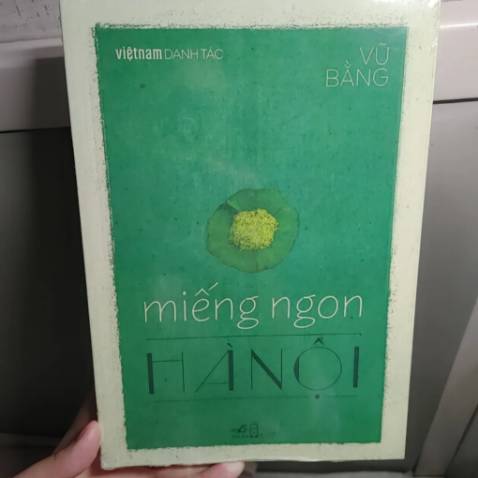 việtnam DANH TÁC
VŨ
BẰNG
miếng ngon
HÀNỘI